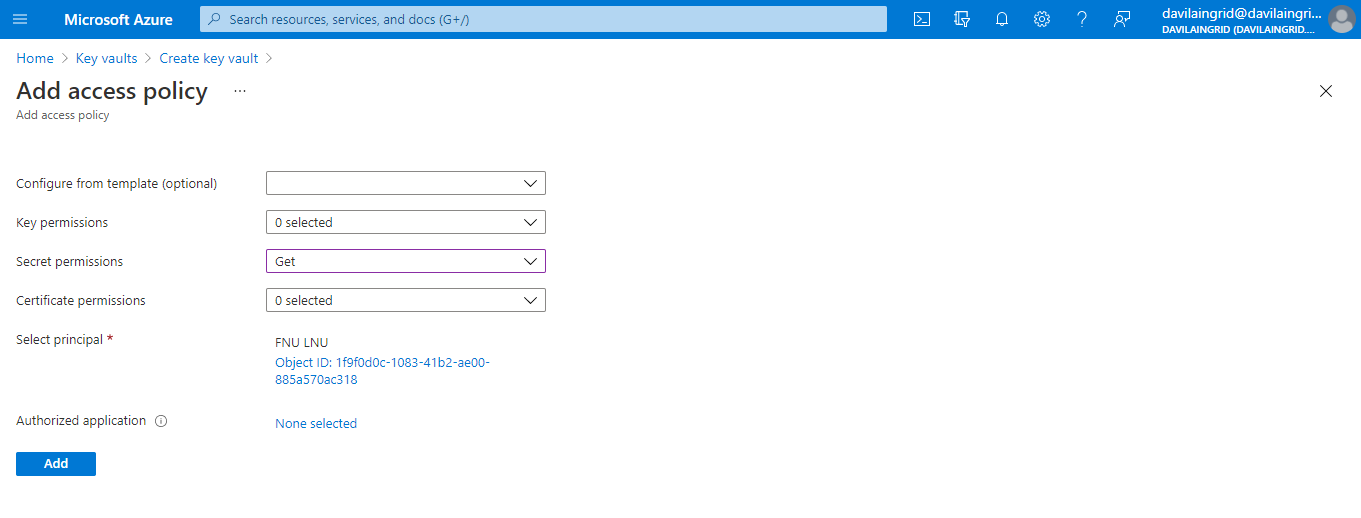 Microsoft Azure
Search resources, services, and docs (G+/)
davilaingrid@davilaingri...
DAVILAINGRID (DAVILAINGRID....
Home > Key vaults > Create key vault >
Add access policy ...
Add access policy
Configure from template (optional)
Key permissions
0 selected
Secret permissions
Get
Certificate permissions
0 selected
Select principal *
FNU LNU
Object ID: 1f9f0d0c-1083-41b2-ae00-
885a570ac318
Authorized application
None selected
Add